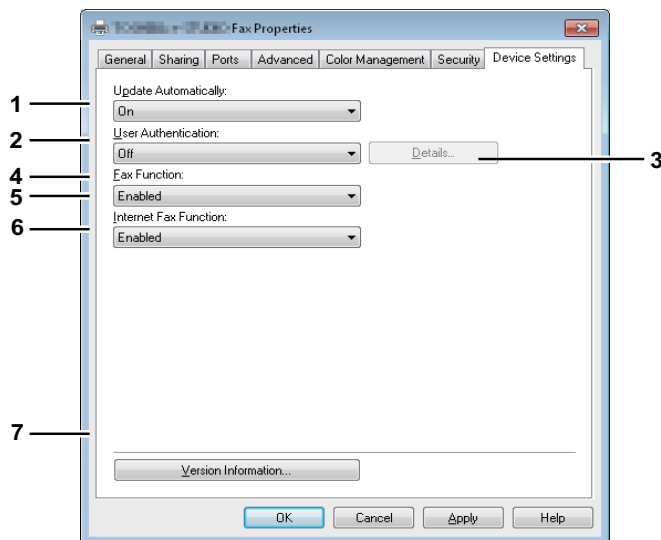 Fax Properties
General Sharing Ports Advanced Color Management Security Device Settings
Update Automatically:
1
On
2
User Authentication:
Off
Details...
3
4
Fax Function:
5
Enabled
Internet Fax Function:
6
Enabled
7
Version Information...
OK Cancel Apply Help